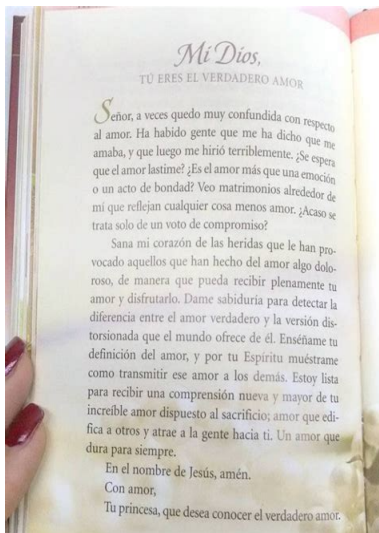 Mi Dios,
TÚ ERES EL VERDADERO AMOR
Señor, a veces quedo muy confundida con respecto
al amor. Ha habido gente que me ha dicho que me
amaba, y que luego me hirió terriblemente. ¿Se espera
que el amor lastime? ¿Es el amor más que una emoción
o un acto de bondad? Veo matrimonios alrededor de
mí que reflejan cualquier cosa menos amor. ¿Acaso se
trata solo de un voto de compromiso?
Sana mi corazón de las heridas que le han pro-
vocado aquellos que han hecho del amor algo dolo-
roso, de manera que pueda recibir plenamente tu
amor y disfrutarlo. Dame sabiduría para detectar la
diferencia entre el amor verdadero y la versión dis-
torsionada que el mundo ofrece de él. Enséñame tu
definición del amor, y por tu Espíritu muéstrame
como transmitir ese amor a los demás. Estoy lista
para recibir una comprensión nueva y mayor de tu
increíble amor dispuesto al sacrificio; amor que edi-
fica a otros y atrae a la gente hacia ti. Un amor que
dura para siempre.
En el nombre de Jesús, amén.
Con amor,
Tu princesa, que desea conocer el verdadero amor.